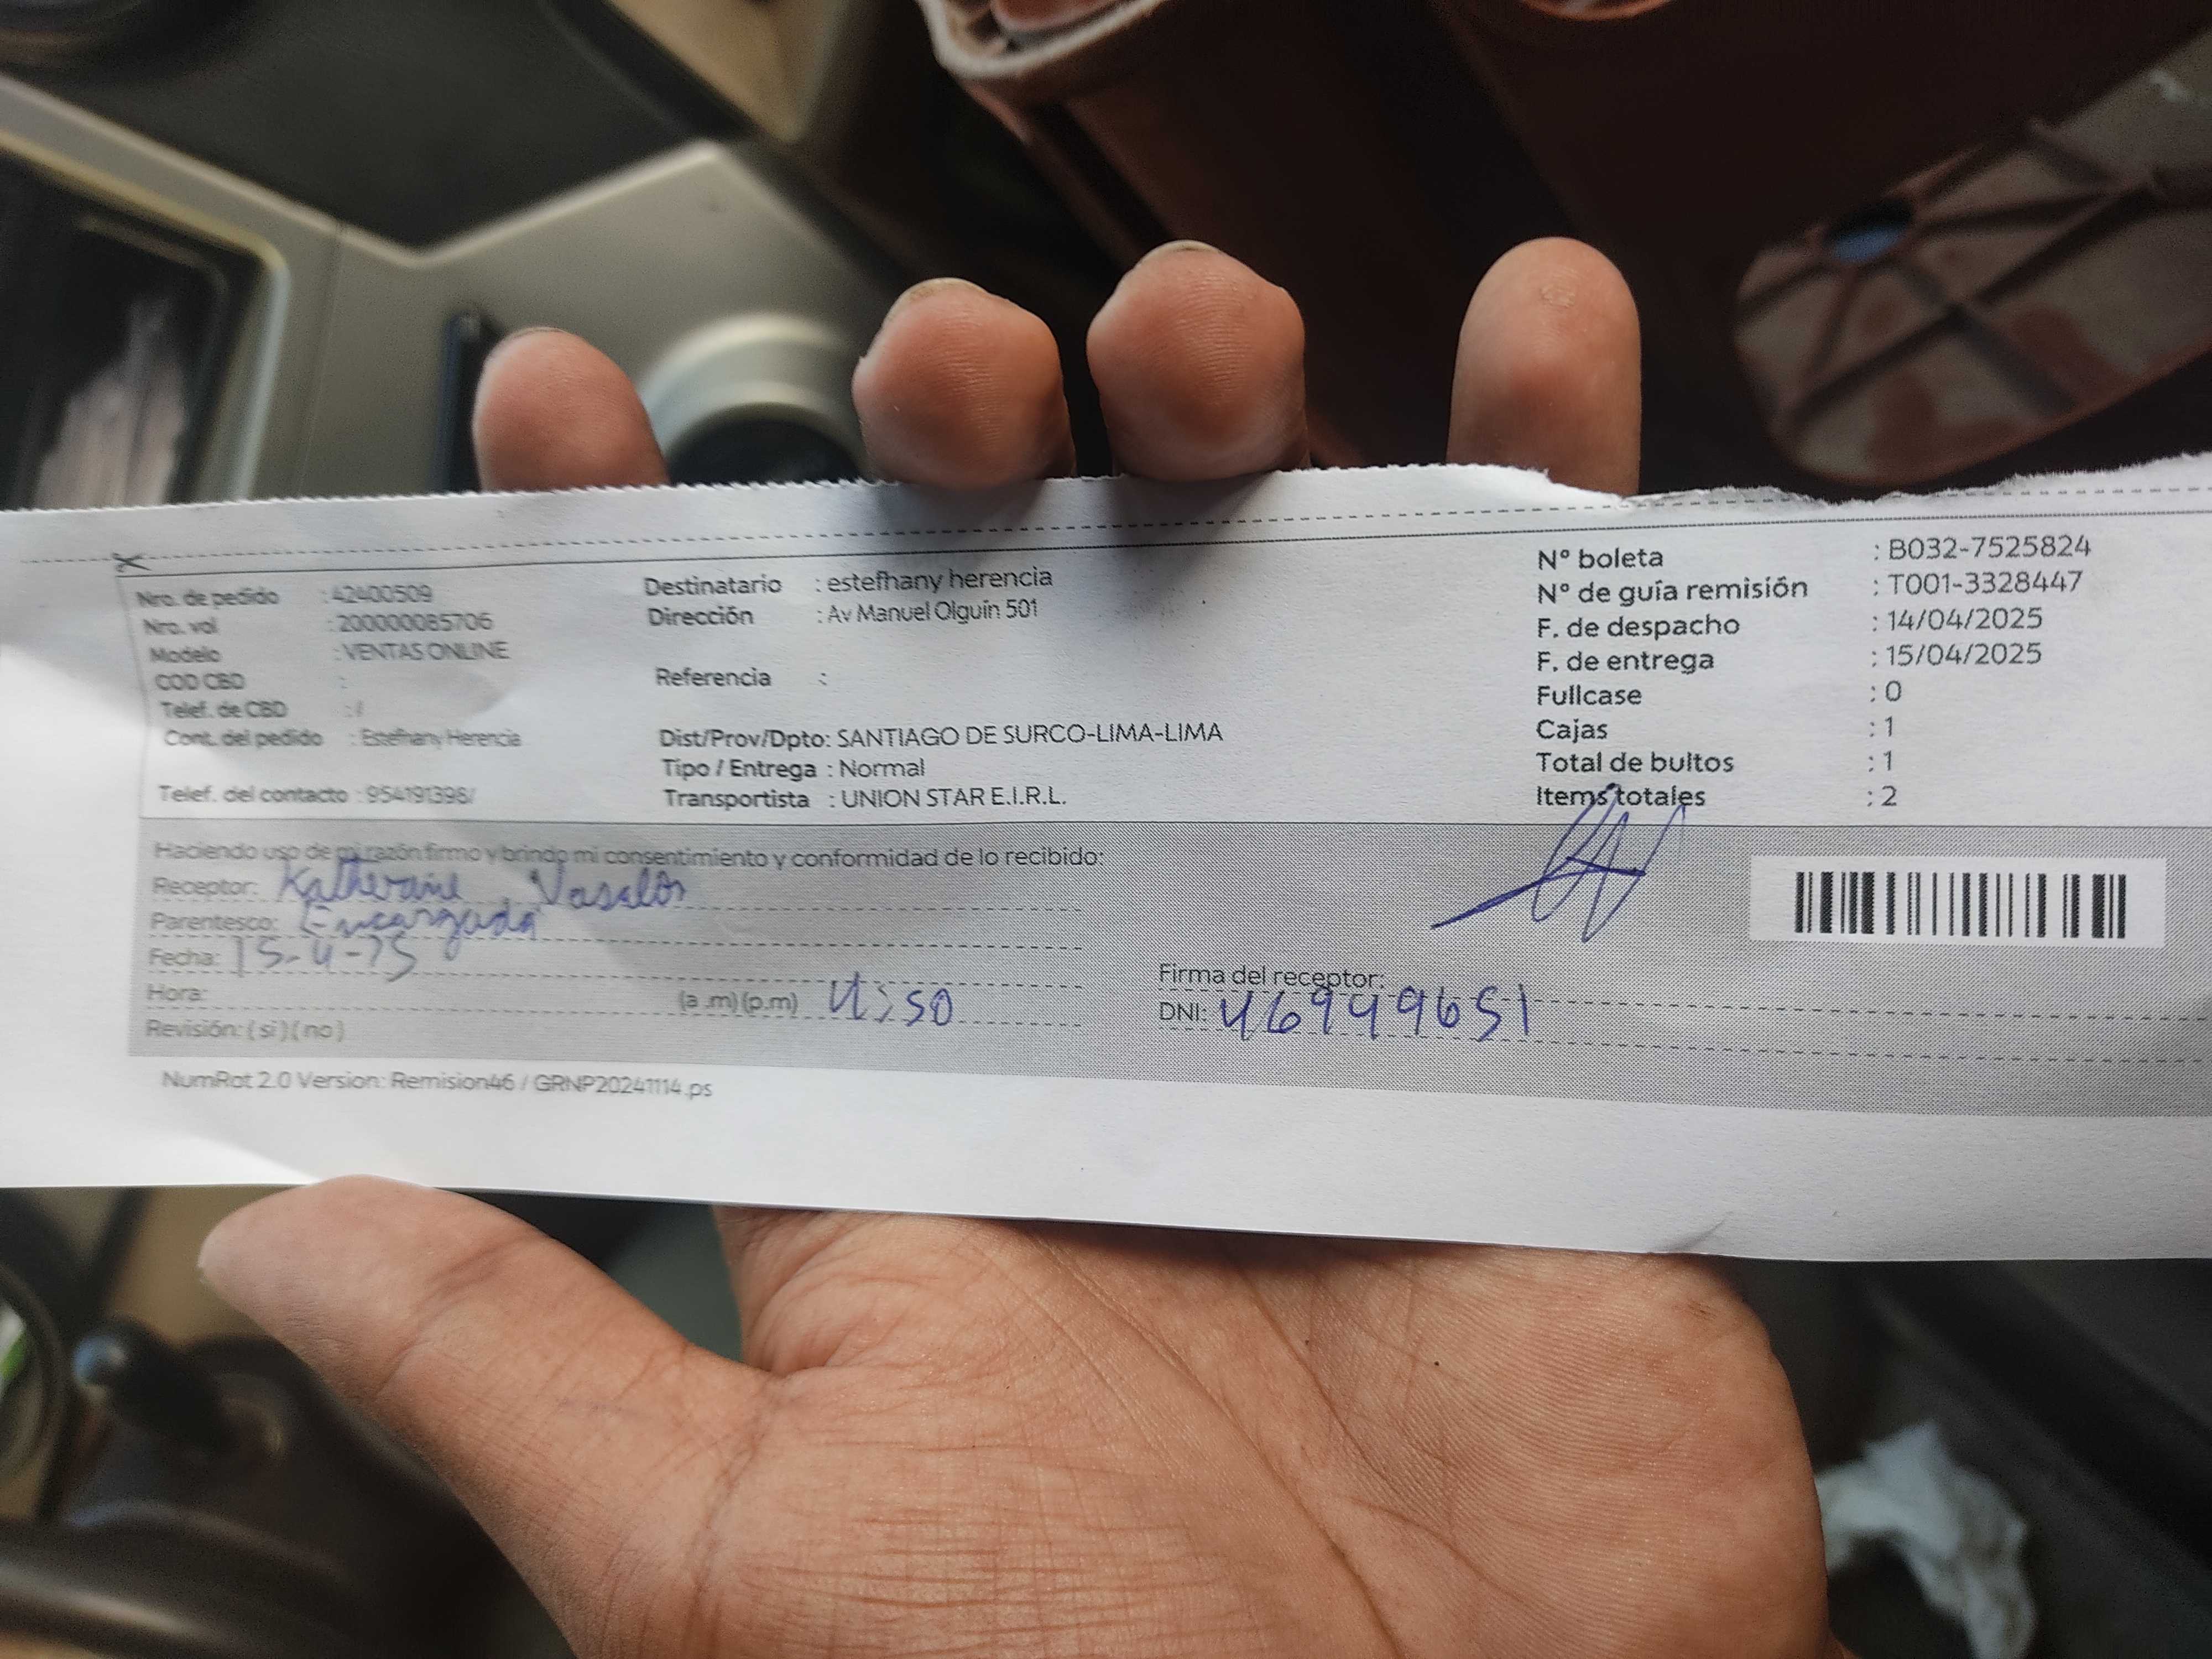 Nro. de pedido : 42400509
Nro. vol : 200000085706
Modelo : VENTAS ONLINE
COD CBD :
Telef. de CBD : /
Cont. del pedido : Estefhany Herencia
Telef. del contacto : 954191396/
Destinatario : estefhany herencia
Dirección : Av Manuel Olguín 501
Referencia :
Dist/Prov/Dpto: SANTIAGO DE SURCO-LIMA-LIMA
Tipo / Entrega : Normal
Transportista : UNION STAR E.I.R.L.
N° boleta : B032-7525824
N° de guía remisión : T001-3328447
F. de despacho : 14/04/2025
F. de entrega : 15/04/2025
Fullcase : 0
Cajas : 1
Total de bultos : 1
Items totales : 2
Haciendo uso de mi razón firmo y brindo mi consentimiento y conformidad de lo recibido:
Receptor: Katherine
Parentesco: Encargada
Fecha: 15-4-25
Hora: (a .m) (p.m) 4:50
Revisión: ( si ) ( no )
Firma del receptor:
DNI: 46949651
NumRot 2.0 Version: Remision46 / GRNP20241114.ps